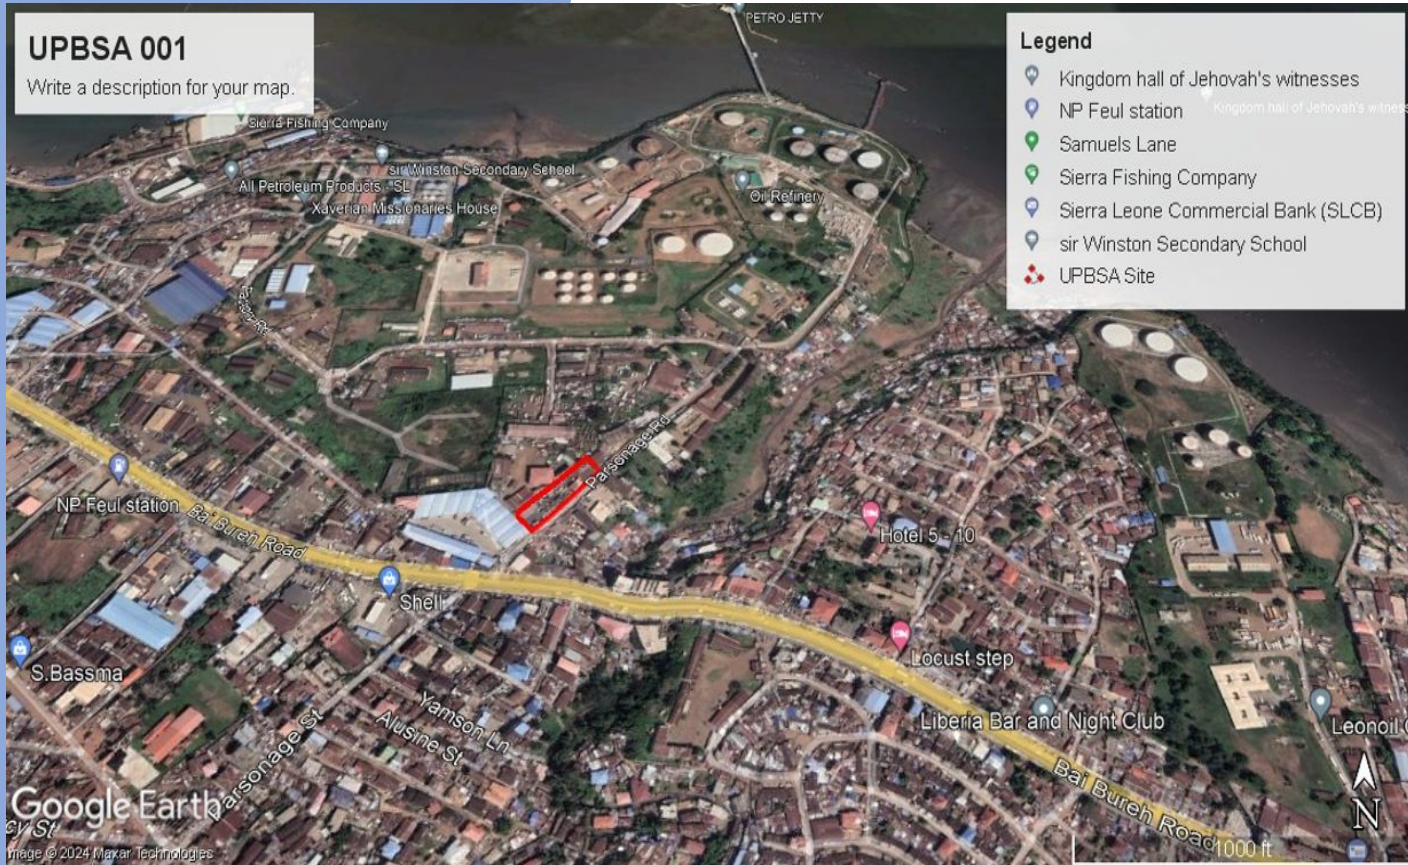 UPBSA 001
Write a description for your map.
PETRO JETTY
Legend
Kingdom hall of Jehovah's witnesses
NP Feul station
Samuels Lane
Sierra Fishing Company
Sierra Leone Commercial Bank (SLCB)
sir Winston Secondary School
UPBSA Site
Kingdom hall of Jehovah's witness
Sierra Fishing Company
sir Winston Secondary School
All Petroleum Products - SL
Xaverian Missionaries House
Oil Refinery
Parsonage Rd
NP Feul station
Bai Bureh Road
Hotel 5 - 10
Shell
Locust step
S.Bassma
Yamson Ln
Alusine St
Parsonage St
Liberia Bar and Night Club
Leonoil
Bai Bureh Road
Google Earth
cy St
Image © 2024 Maxar Technologies
N
1000 ft